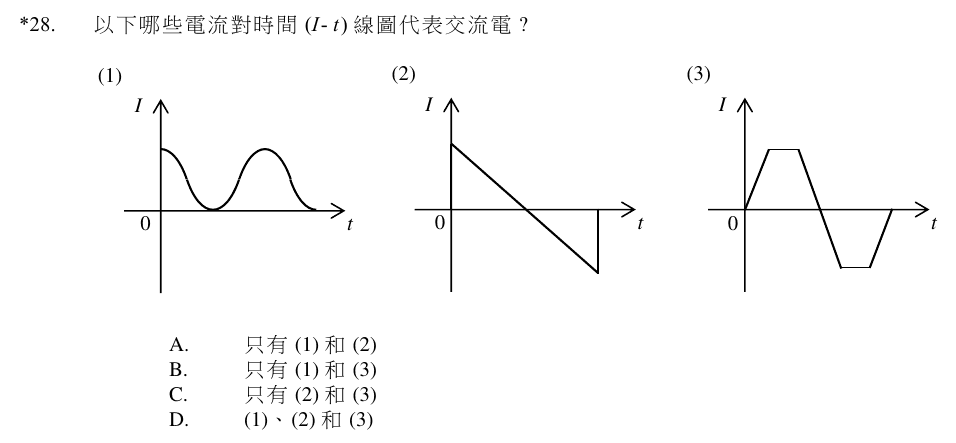 *28. 以下哪些電流對時間 (I- t) 線圖代表交流電？
(1) (2) (3)
I I I
0 t 0 t 0 t
A. 只有 (1) 和 (2)
B. 只有 (1) 和 (3)
C. 只有 (2) 和 (3)
D. (1)、(2) 和 (3)